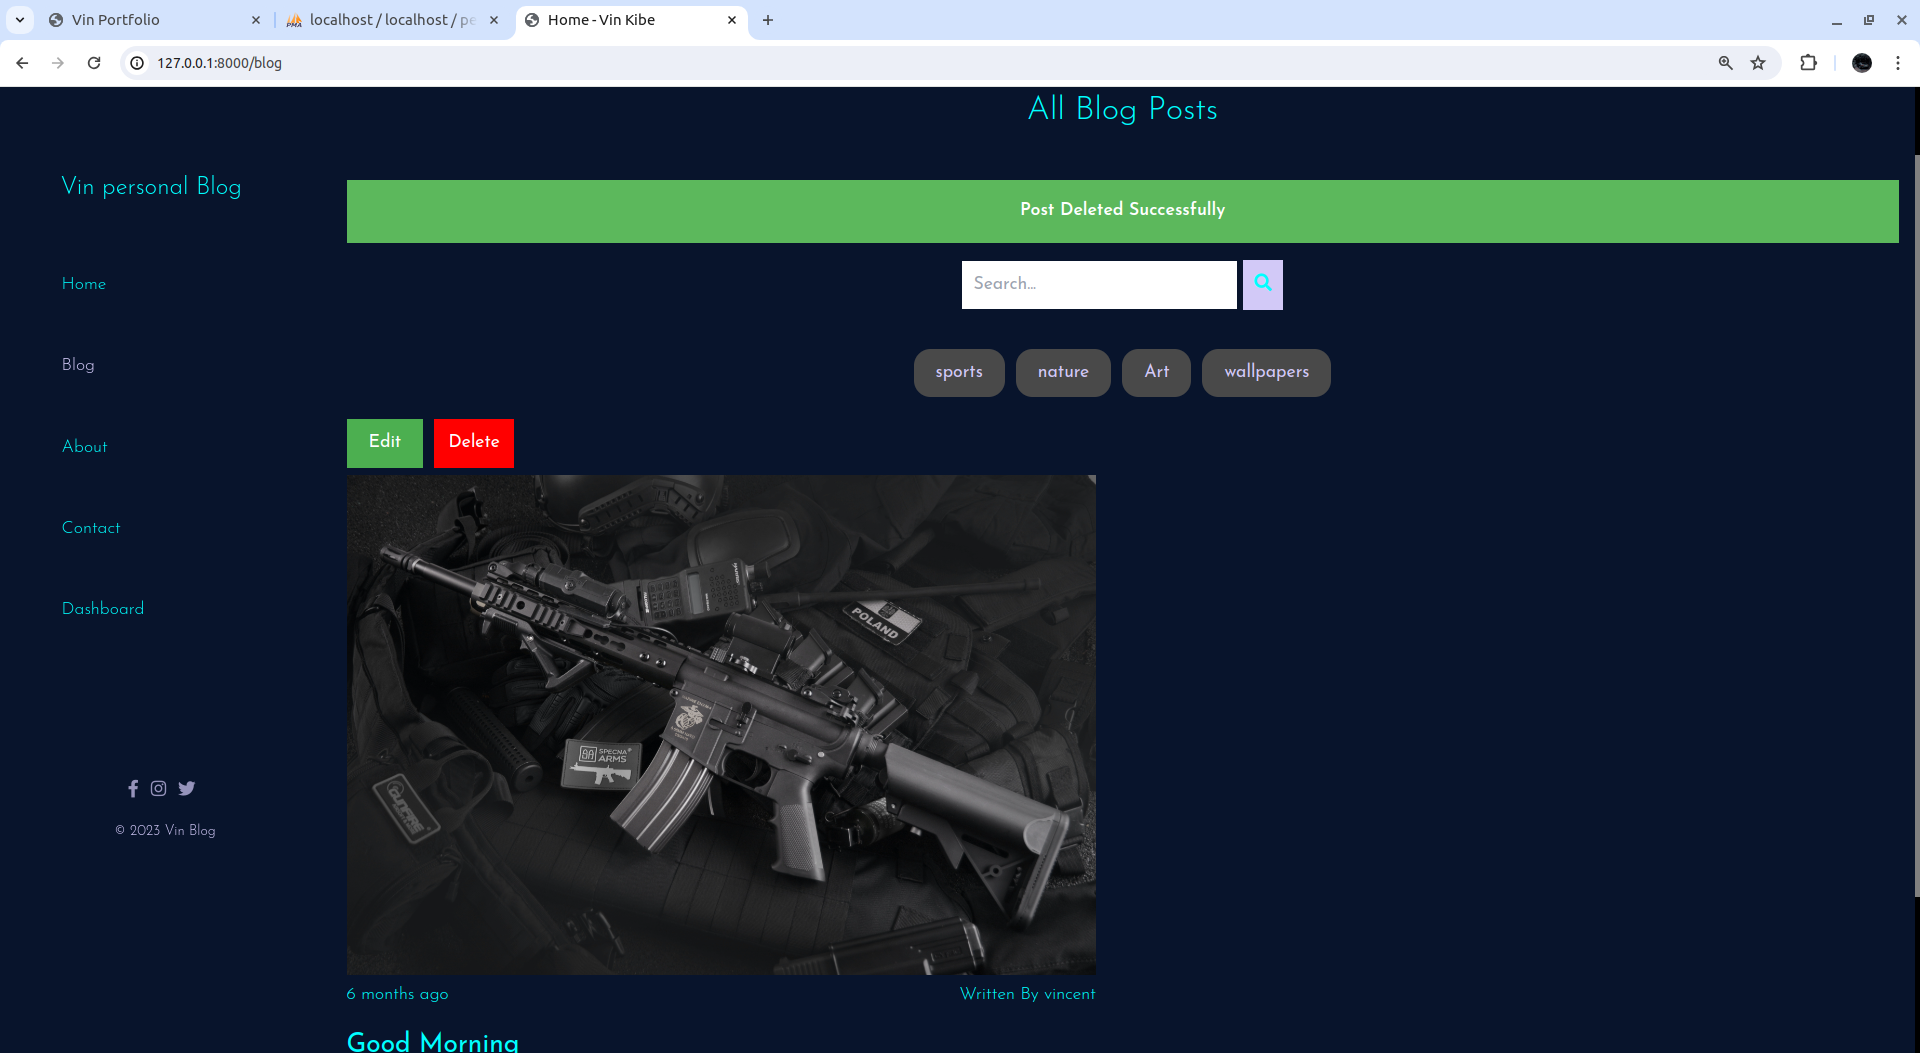 Vin Portfolio
localhost / localhost / pe
Home - Vin Kibe
127.0.0.1:8000/blog
All Blog Posts
Vin personal Blog
Post Deleted Successfully
Home
Search...
Blog
sports nature Art wallpapers
Edit Delete
About
Contact
Dashboard
POLAND
SPECNA
ARMS
GUNFIRE
© 2023 Vin Blog
6 months ago
Written By vincent
Good Morning